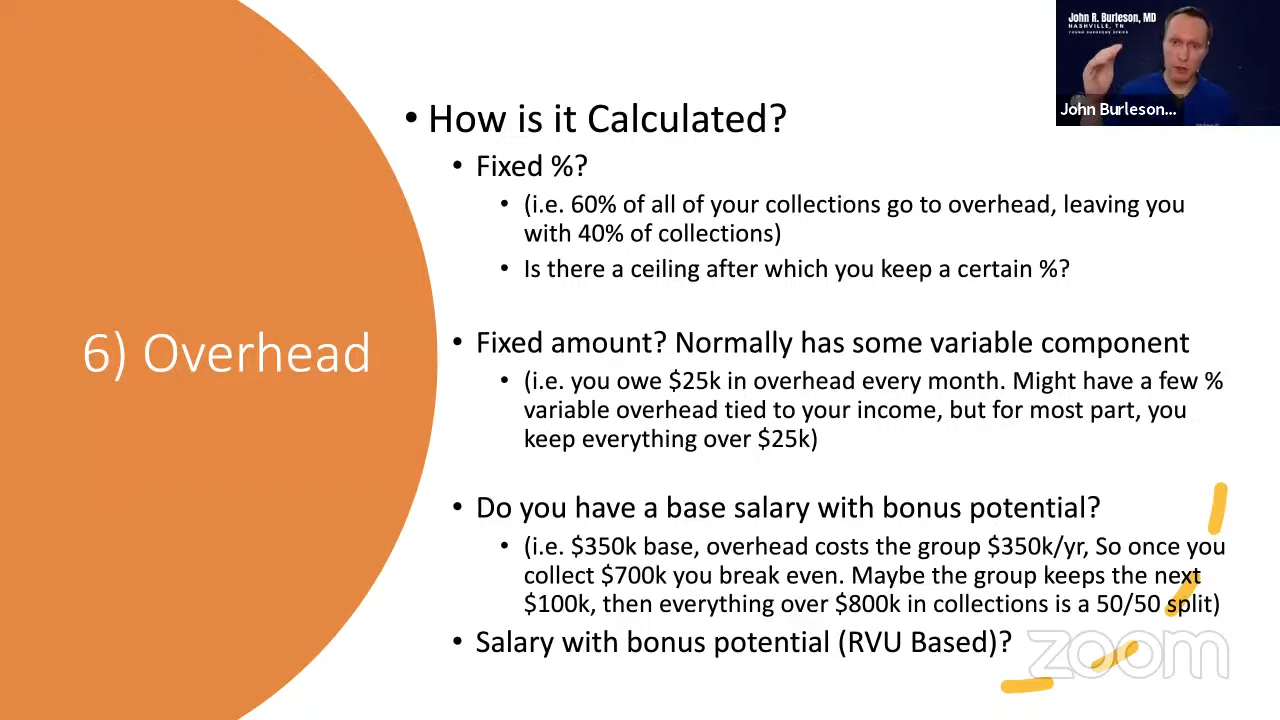 John R. Burleson, MD
NASHVILLE, TN
YOUNG SURGEONS SERIES
John Burleson...
• How is it Calculated?
• Fixed %?
• (i.e. 60% of all of your collections go to overhead, leaving you
with 40% of collections)
• Is there a ceiling after which you keep a certain %?
6) Overhead
• Fixed amount? Normally has some variable component
• (i.e. you owe $25k in overhead every month. Might have a few %
variable overhead tied to your income, but for most part, you
keep everything over $25k)
• Do you have a base salary with bonus potential?
• (i.e. $350k base, overhead costs the group $350k/yr, So once you
collect $700k you break even. Maybe the group keeps the next
$100k, then everything over $800k in collections is a 50/50 split)
• Salary with bonus potential (RVU Based)?
zoom